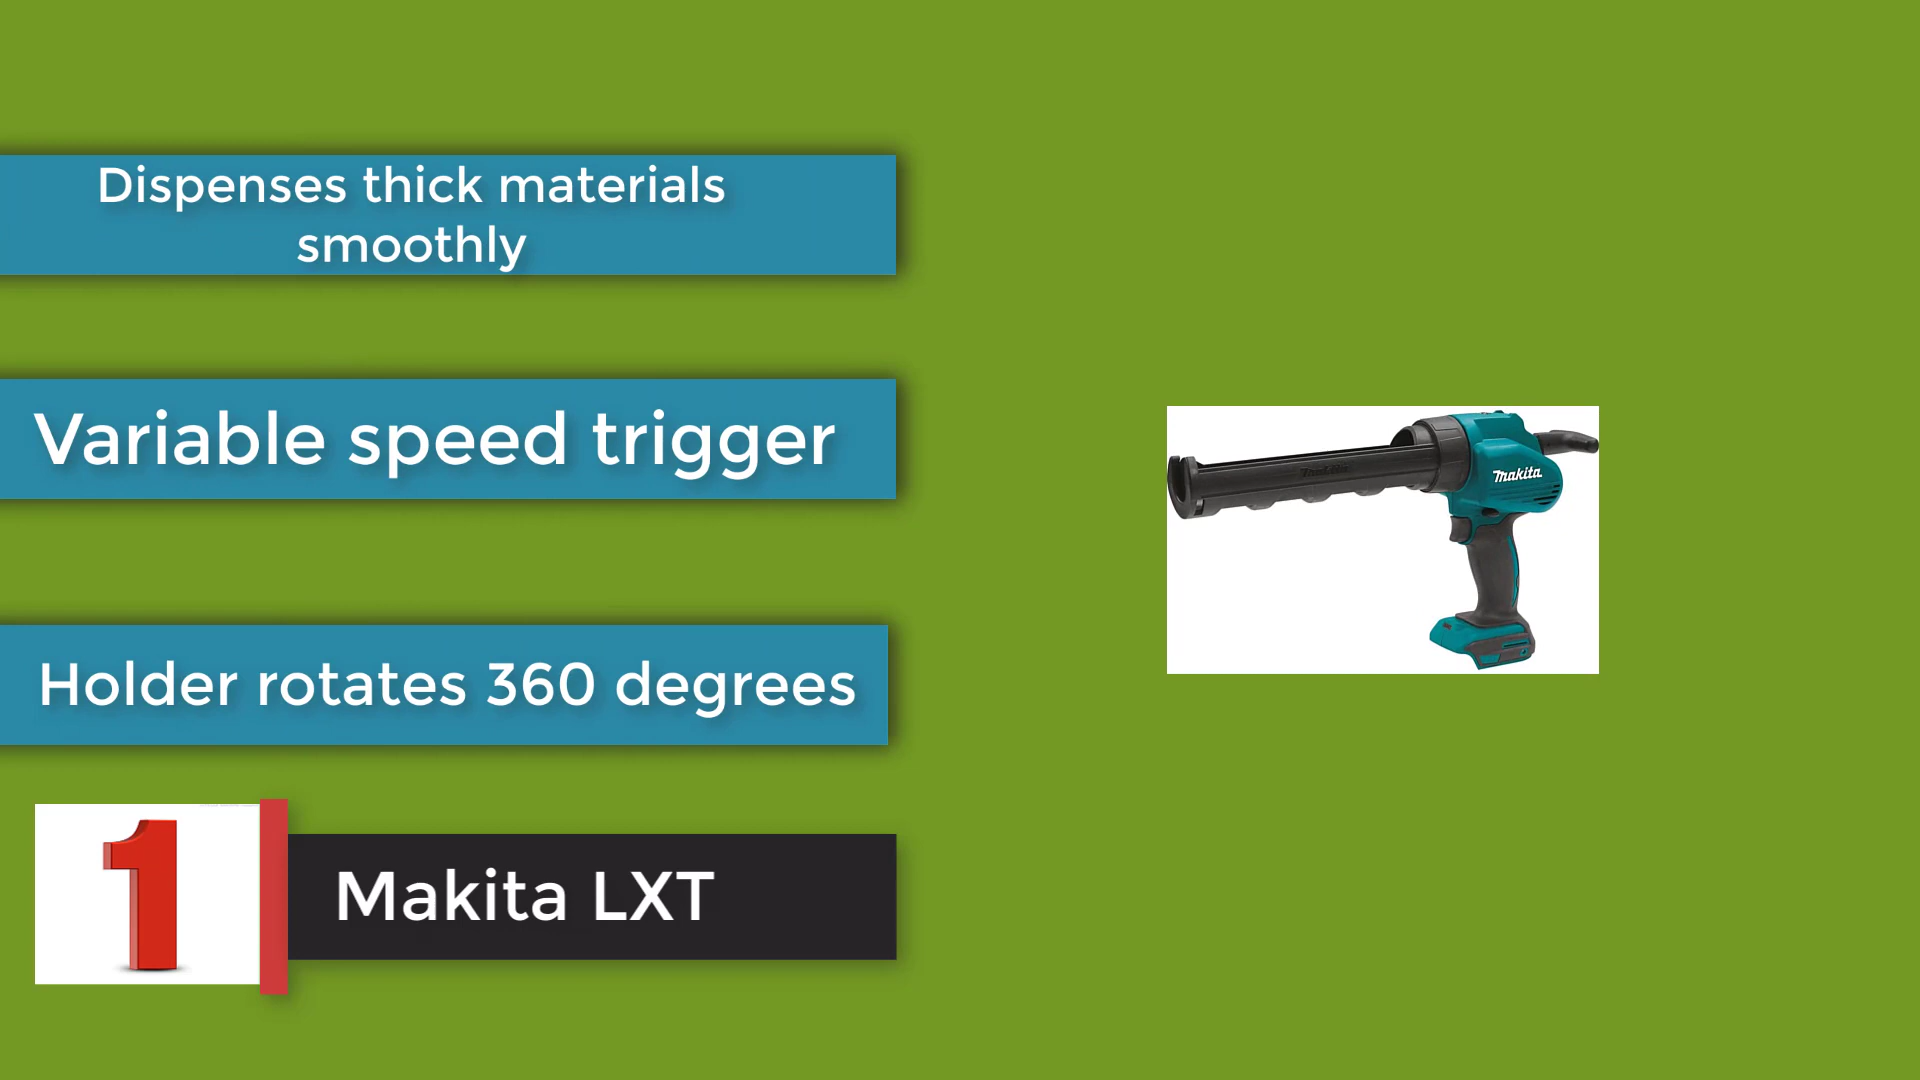 Dispenses thick materials
smoothly
Variable speed trigger
Holder rotates 360 degrees
1
Makita LXT
makita